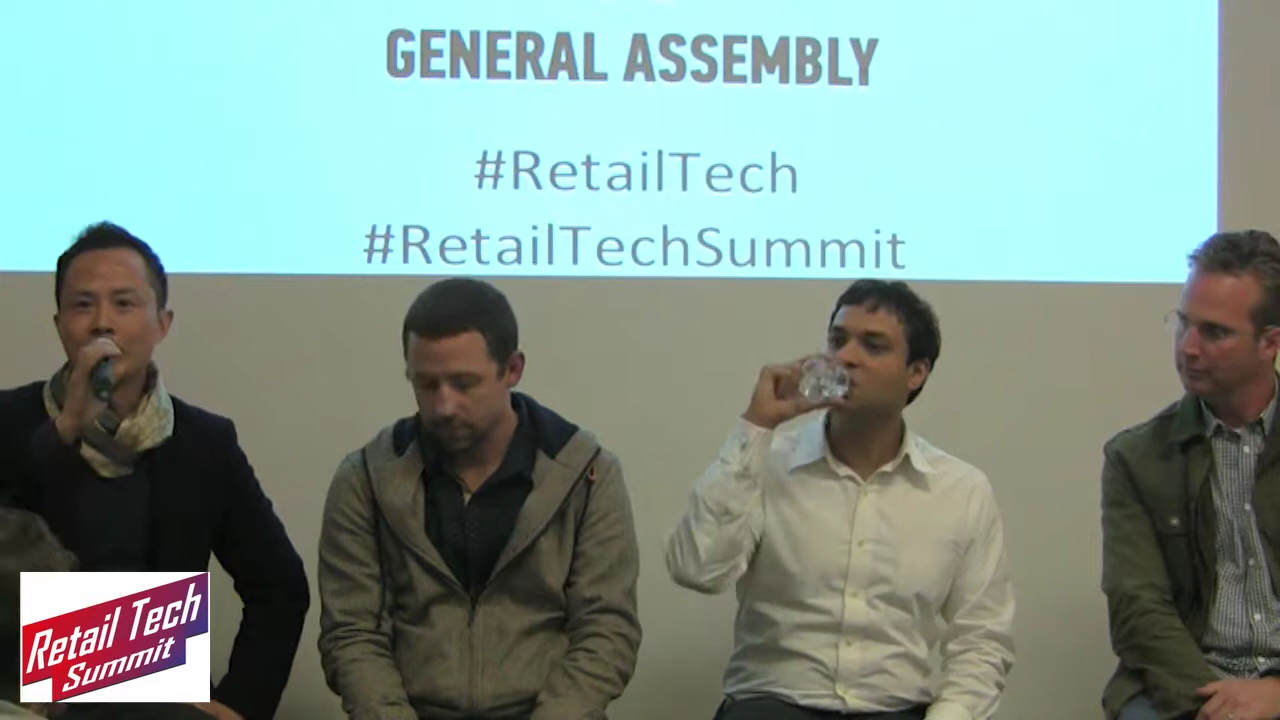 GENERAL ASSEMBLY
#RetailTech
#RetailTechSummit
Retail Tech
Summit